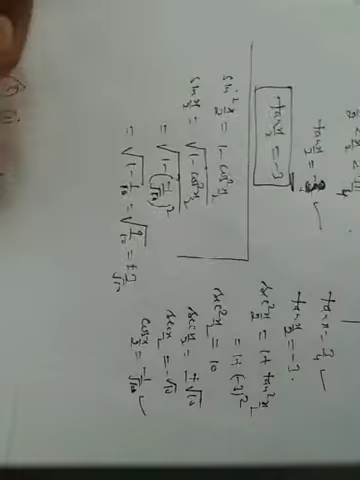 tan x/2 = -3 ✓
tan x/2 = -3
sin² x/2 = 1 - cos² x/2
sin x/2 = √(1 - cos² x/2)
= √(1 - (-1/√10)²)
= √(1 - 1/10) = √(9/10) = +3/√10
tan x = 3/4 ✓
tan x/2 = -3.
sec² x/2 = 1 + tan² x/2
= 1 + (-3)²
sec² x/2 = 10
sec x/2 = ±√10
sec x/2 = -√10
cos x/2 = -1/√10 ✓